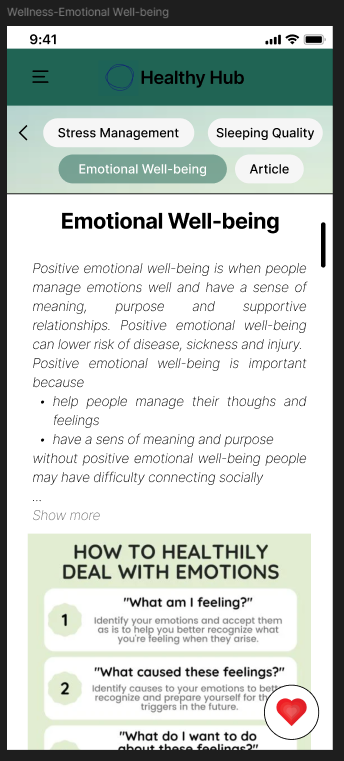 Wellness-Emotional Well-being
9:41
Healthy Hub
Stress Management
Sleeping Quality
Emotional Well-being
Article
Emotional Well-being
Positive emotional well-being is when people
manage emotions well and have a sense of
meaning, purpose and supportive
relationships. Positive emotional well-being
can lower risk of disease, sickness and injury.
Positive emotional well-being is important
because
• help people manage their thoughs and
feelings
• have a sens of meaning and purpose
without positive emotional well-being people
may have difficulty connecting socially
...
Show more
HOW TO HEALTHILY
DEAL WITH EMOTIONS
1
"What am I feeling?"
Identify your emotions and accept them
as is to help you better recognize what
you're feeling when they arise.
2
"What caused these feelings?"
Identify causes to your emotions to
recognize and prepare yourself for
triggers in the future.
"What do I want to do
about these feelings?"